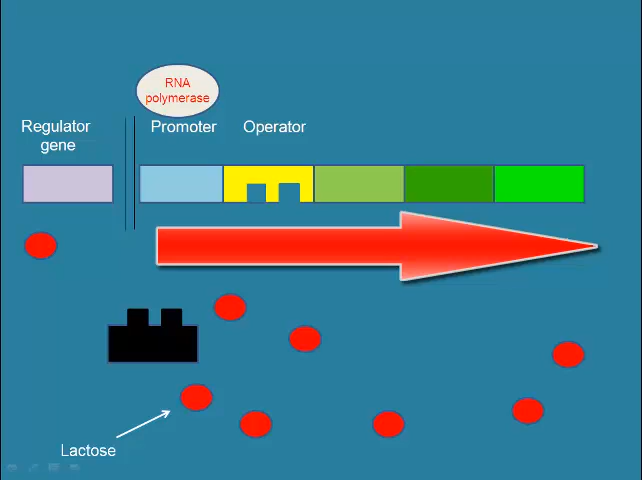 RNA
polymerase
Regulator
gene
Promoter
Operator
Lactose